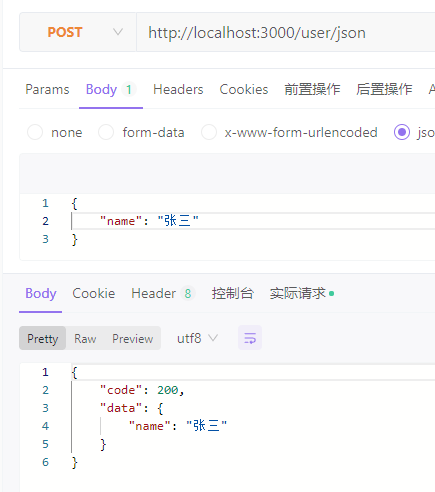 POST http://localhost:3000/user/json
Params Body 1 Headers Cookies 前置操作 后置操作
none form-data x-www-form-urlencoded
1 {
2 "name": "张三"
3 }
Body Cookie Header 8 控制台 实际请求
Pretty Raw Preview utf8
1 {
2 "code": 200,
3 "data": {
4 "name": "张三"
5 }
6 }